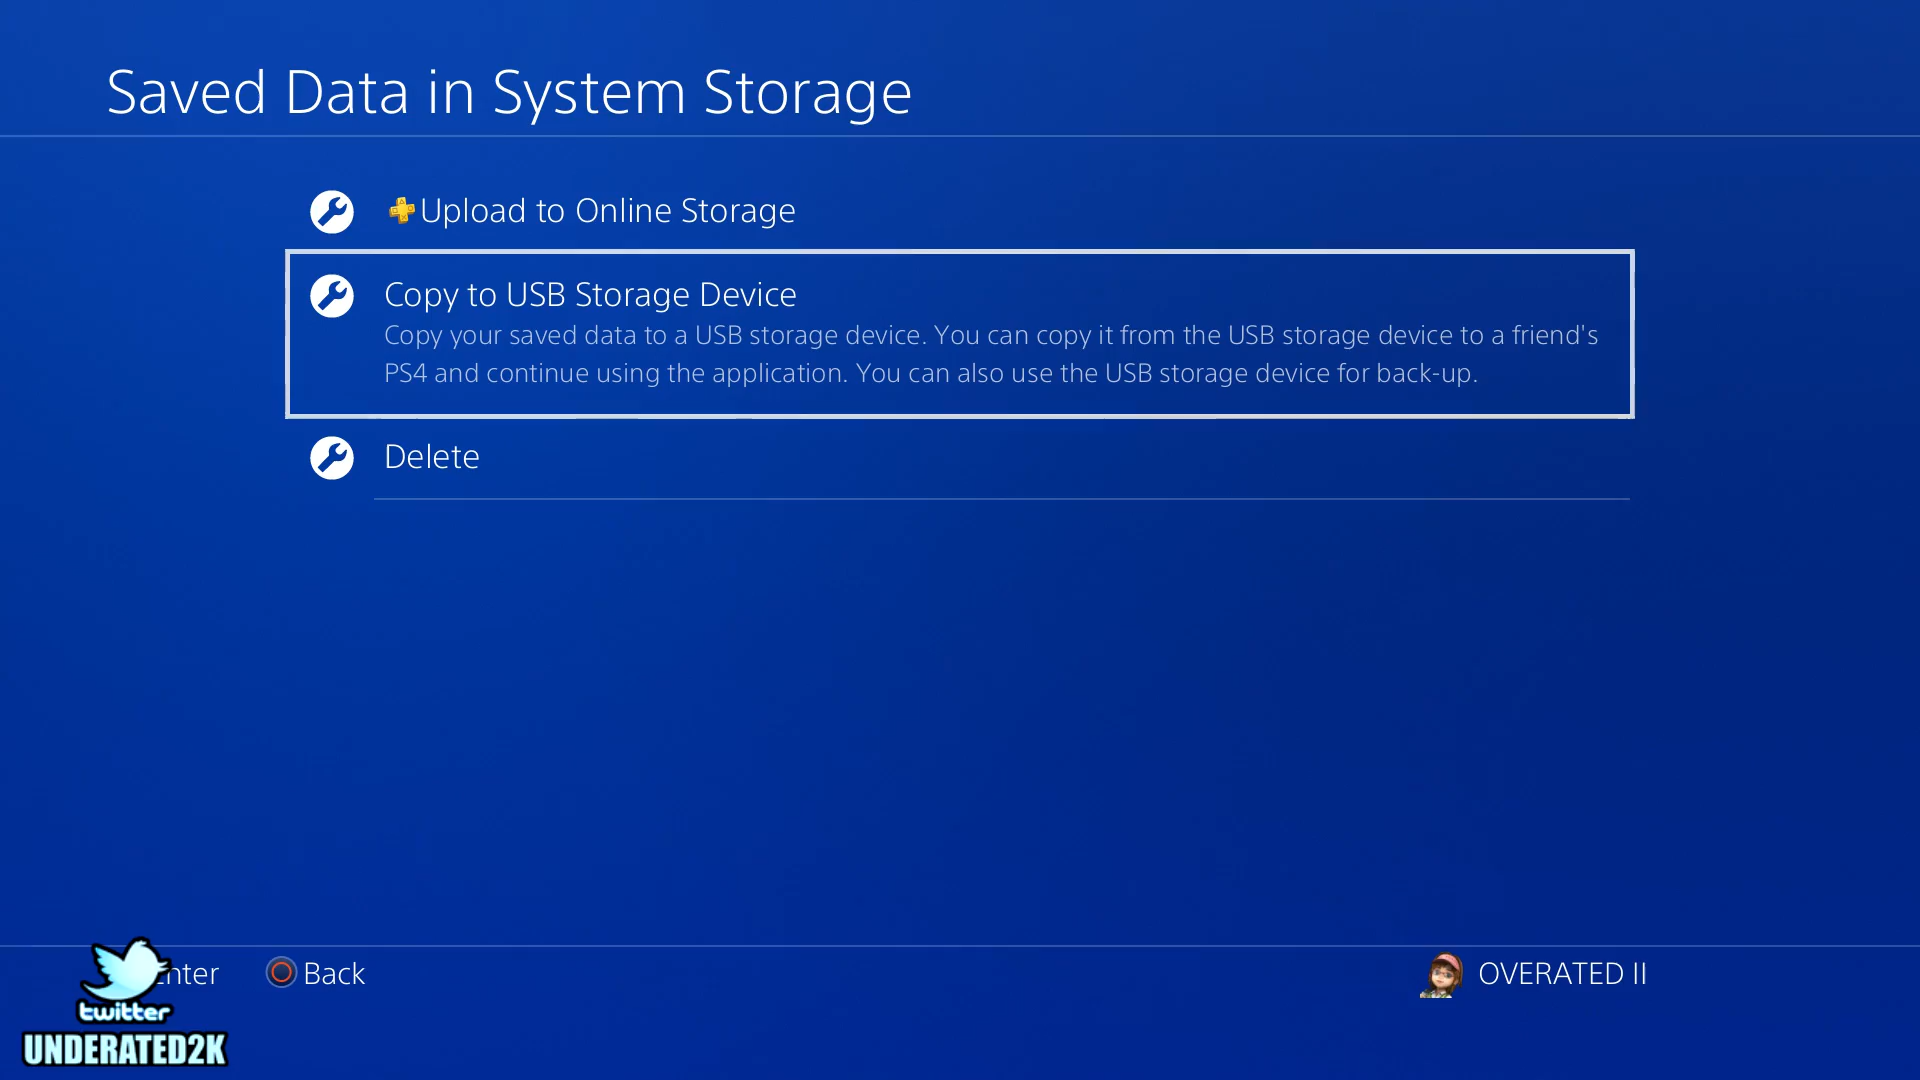 Saved Data in System Storage
Upload to Online Storage
Copy to USB Storage Device
Copy your saved data to a USB storage device. You can copy it from the USB storage device to a friend's
PS4 and continue using the application. You can also use the USB storage device for back-up.
Delete
Enter Back OVERATED II
twitter
UNDERATED2K